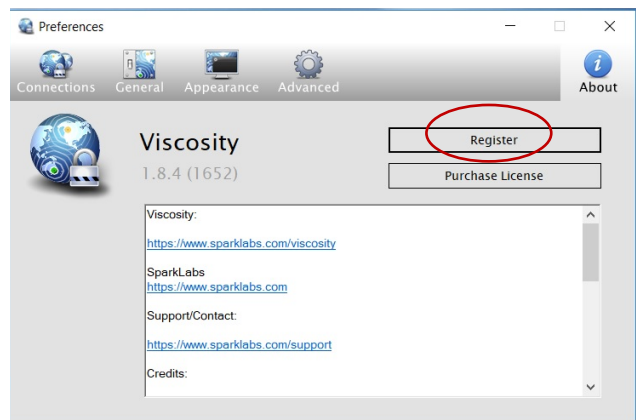 Preferences
Connections General Appearance Advanced About
Viscosity
1.8.4 (1652)
Register
Purchase License
Viscosity:
https://www.sparklabs.com/viscosity
SparkLabs
https://www.sparklabs.com
Support/Contact:
https://www.sparklabs.com/support
Credits: